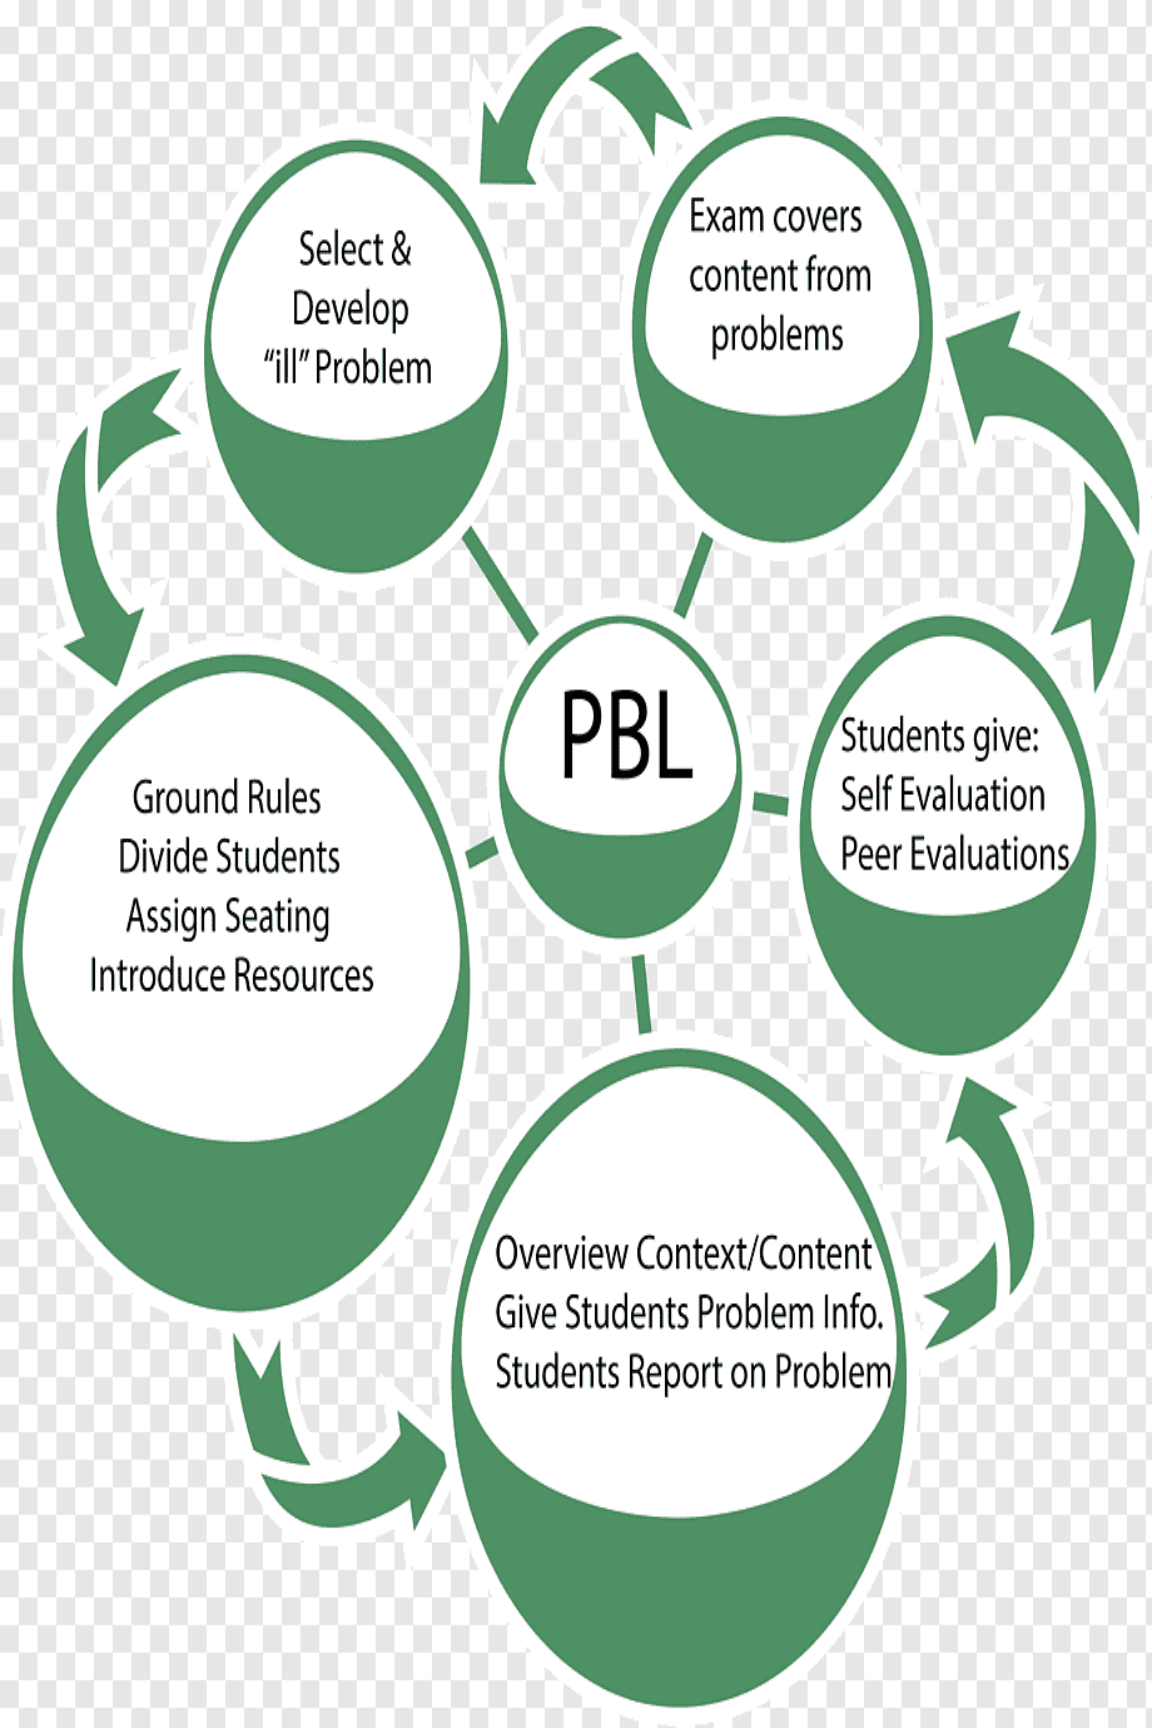 Select &
Develop
“ill” Problem
Exam covers
content from
problems
PBL
Students give:
Self Evaluation
Peer Evaluations
Ground Rules
Divide Students
Assign Seating
Introduce Resources
Overview Context/Content
Give Students Problem Info.
Students Report on Problem